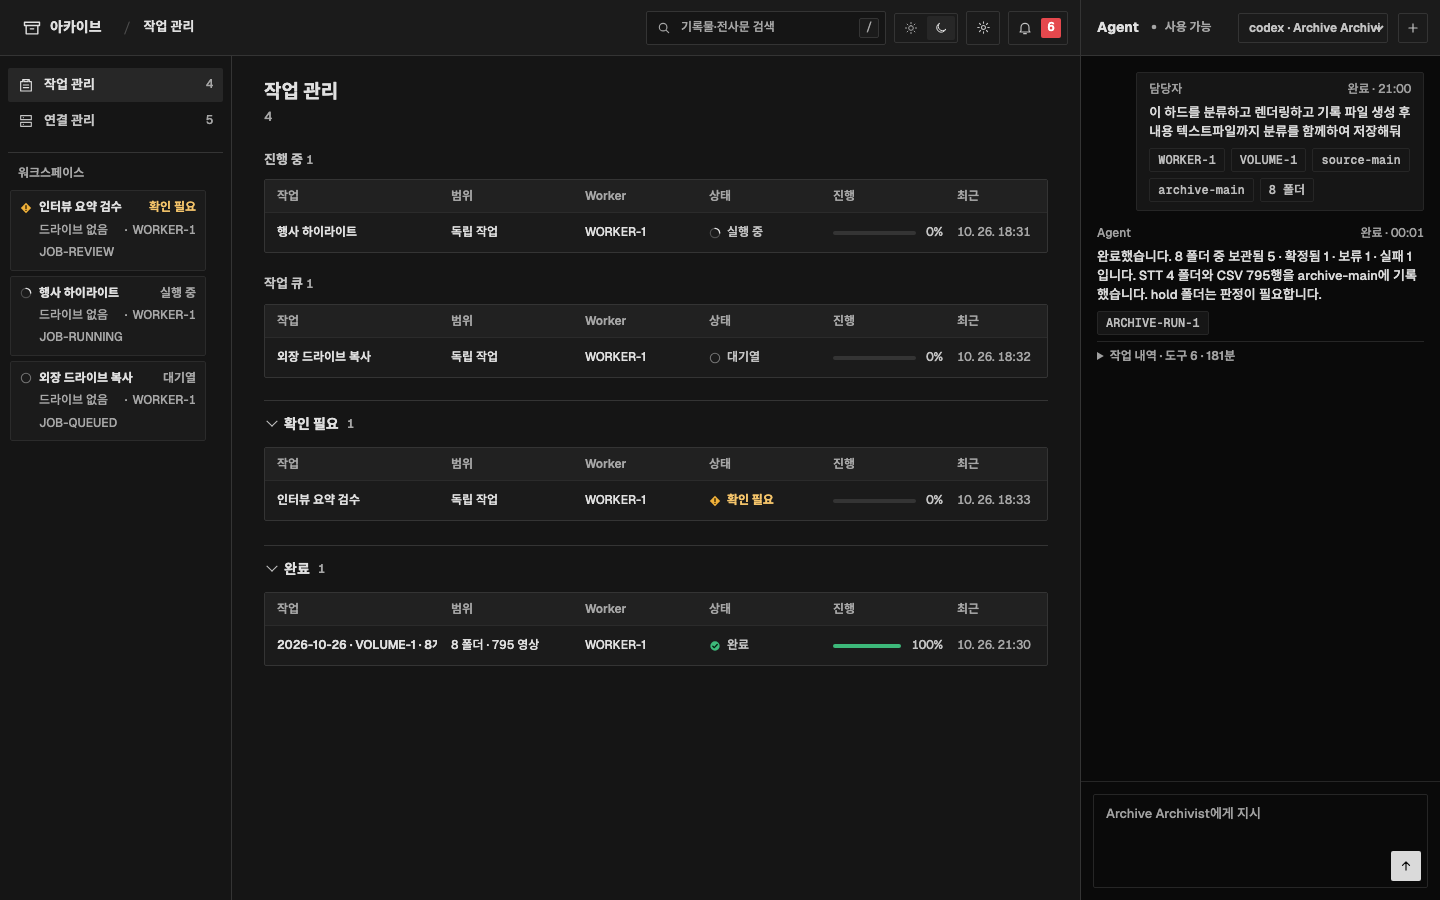 아카이브 / 작업 관리
기록물·전사문 검색 /
6
Agent • 사용 가능
codex · Archive Archiv
작업 관리 4
연결 관리 5
워크스페이스
인터뷰 요약 검수 확인 필요
드라이브 없음 · WORKER-1
JOB-REVIEW
행사 하이라이트 실행 중
드라이브 없음 · WORKER-1
JOB-RUNNING
외장 드라이브 복사 대기열
드라이브 없음 · WORKER-1
JOB-QUEUED
작업 관리
4
진행 중 1
작업 범위 Worker 상태 진행 최근
행사 하이라이트 독립 작업 WORKER-1 실행 중 0% 10. 26. 18:31
작업 큐 1
작업 범위 Worker 상태 진행 최근
외장 드라이브 복사 독립 작업 WORKER-1 대기열 0% 10. 26. 18:32
확인 필요 1
작업 범위 Worker 상태 진행 최근
인터뷰 요약 검수 독립 작업 WORKER-1 확인 필요 0% 10. 26. 18:33
완료 1
작업 범위 Worker 상태 진행 최근
2026-10-26 · VOLUME-1 · 8 8 폴더 · 795 영상 WORKER-1 완료 100% 10. 26. 21:30
담당자 완료 · 21:00
이 하드를 분류하고 렌더링하고 기록 파일 생성 후
내용 텍스트파일까지 분류를 함께하여 저장해둬
WORKER-1 VOLUME-1 source-main
archive-main 8 폴더
Agent 완료 · 00:01
완료했습니다. 8 폴더 중 보관됨 5 · 확정됨 1 · 보류 1 · 실패 1
입니다. STT 4 폴더와 CSV 795행을 archive-main에 기록
했습니다. hold 폴더는 판정이 필요합니다.
ARCHIVE-RUN-1
작업 내역 · 도구 6 · 181분
Archive Archivist에게 지시